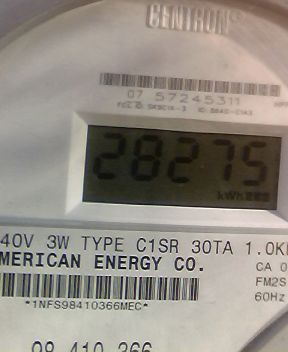 CENTRON®
07 57245311
28275
kWh
40V 3W TYPE C1SR 30TA 1.0K
MERICAN ENERGY CO.
CA 0
FM2S
60Hz
*1NFS98410366MEC*
98 410 366